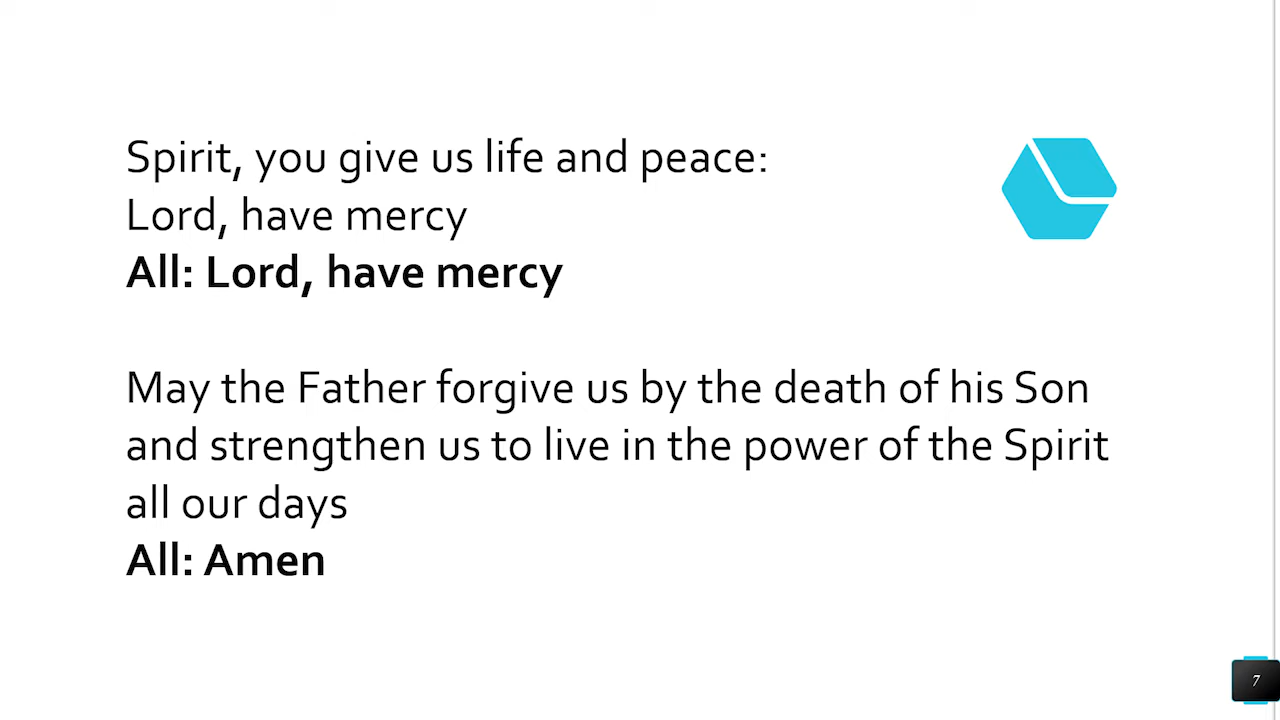 Spirit, you give us life and peace:
Lord, have mercy
All: Lord, have mercy
May the Father forgive us by the death of his Son
and strengthen us to live in the power of the Spirit
all our days
All: Amen
7